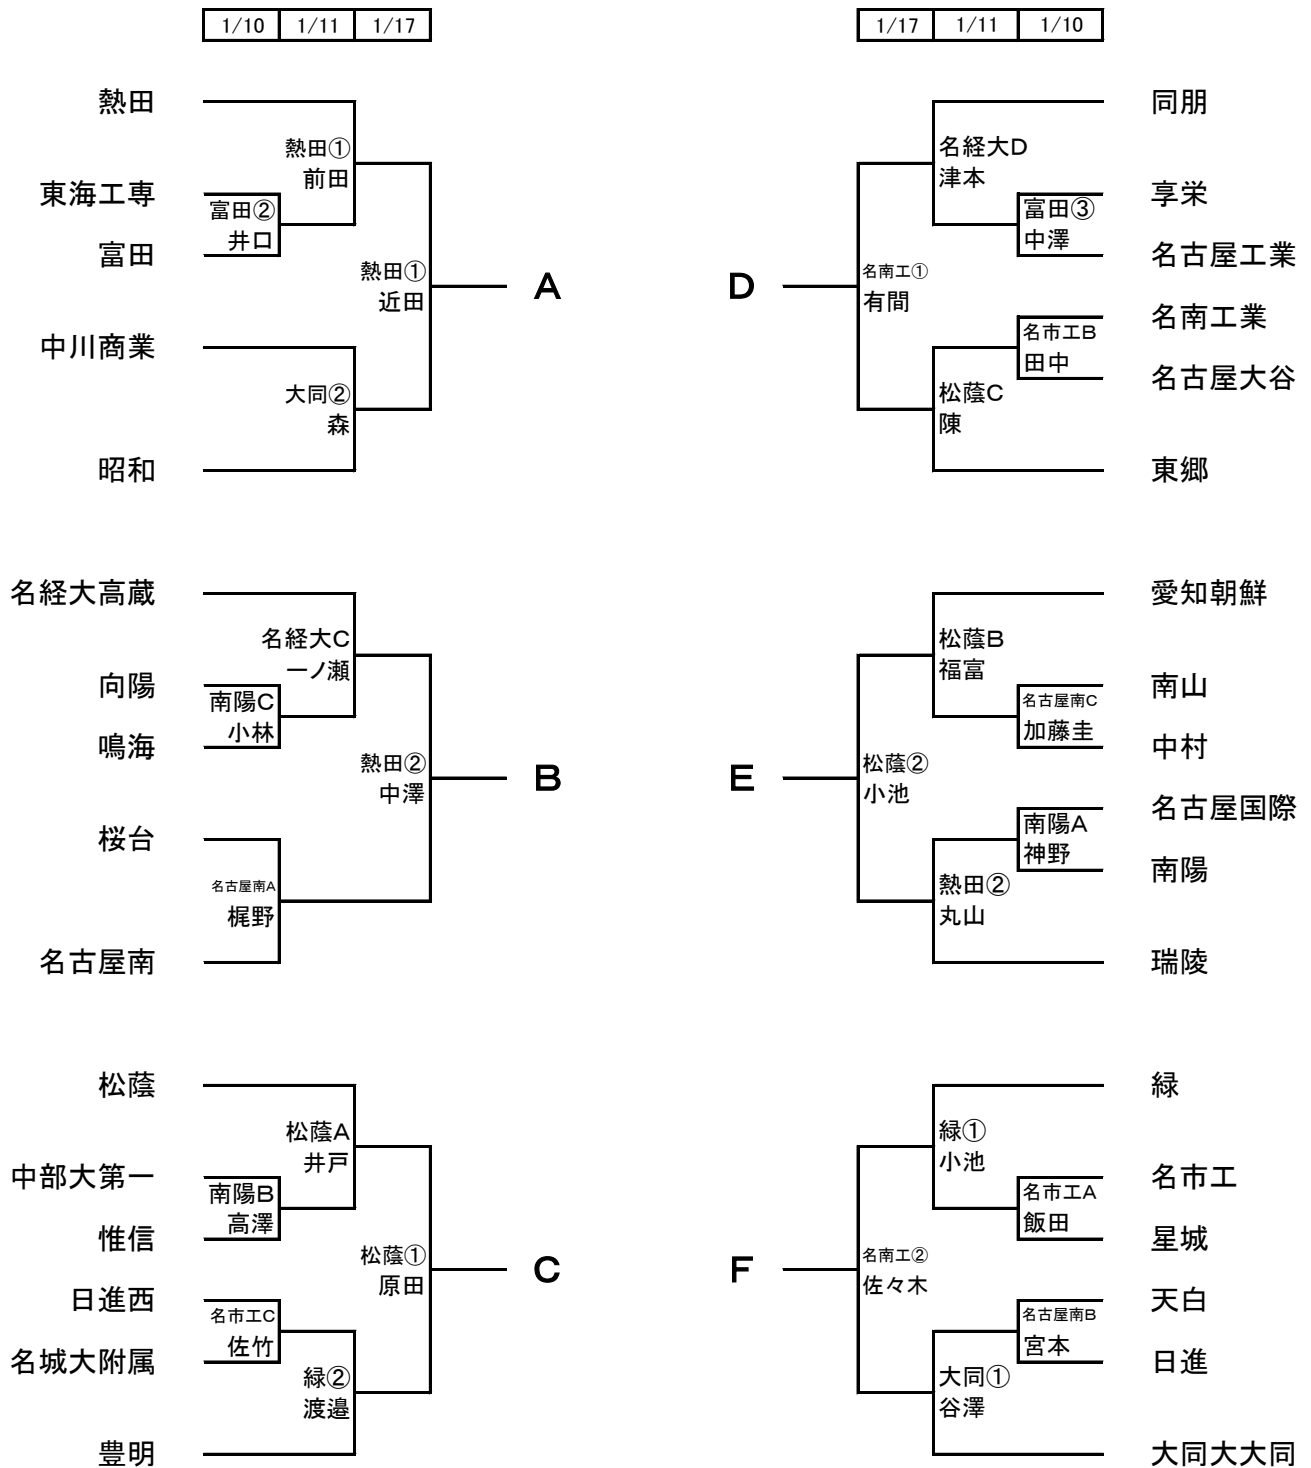 1/10 1/11 1/17
熱田
熱田①
前田
東海工専
富田②
井口
富田
熱田①
近田
A
中川商業
大同②
森
昭和
名経大高蔵
名経大C
一ノ瀬
向陽
南陽C
小林
鳴海
熱田②
中澤
B
桜台
名古屋南A
梶野
名古屋南
松蔭
松蔭A
井戸
中部大第一
南陽B
高澤
惟信
松蔭①
原田
C
日進西
名市工C
佐竹
名城大附属
緑②
渡邉
豊明
1/17 1/11 1/10
同朋
名経大D
津本
享栄
富田③
中澤
名古屋工業
D
名南工①
有間
名南工業
名市工B
田中
名古屋大谷
松蔭C
陳
東郷
愛知朝鮮
松蔭B
福富
南山
名古屋南C
加藤圭
中村
E
松蔭②
小池
名古屋国際
南陽A
神野
南陽
熱田②
丸山
瑞陵
緑
緑①
小池
名市工
名市工A
飯田
星城
F
名南工②
佐々木
天白
名古屋南B
宮本
日進
大同①
谷澤
大同大大同